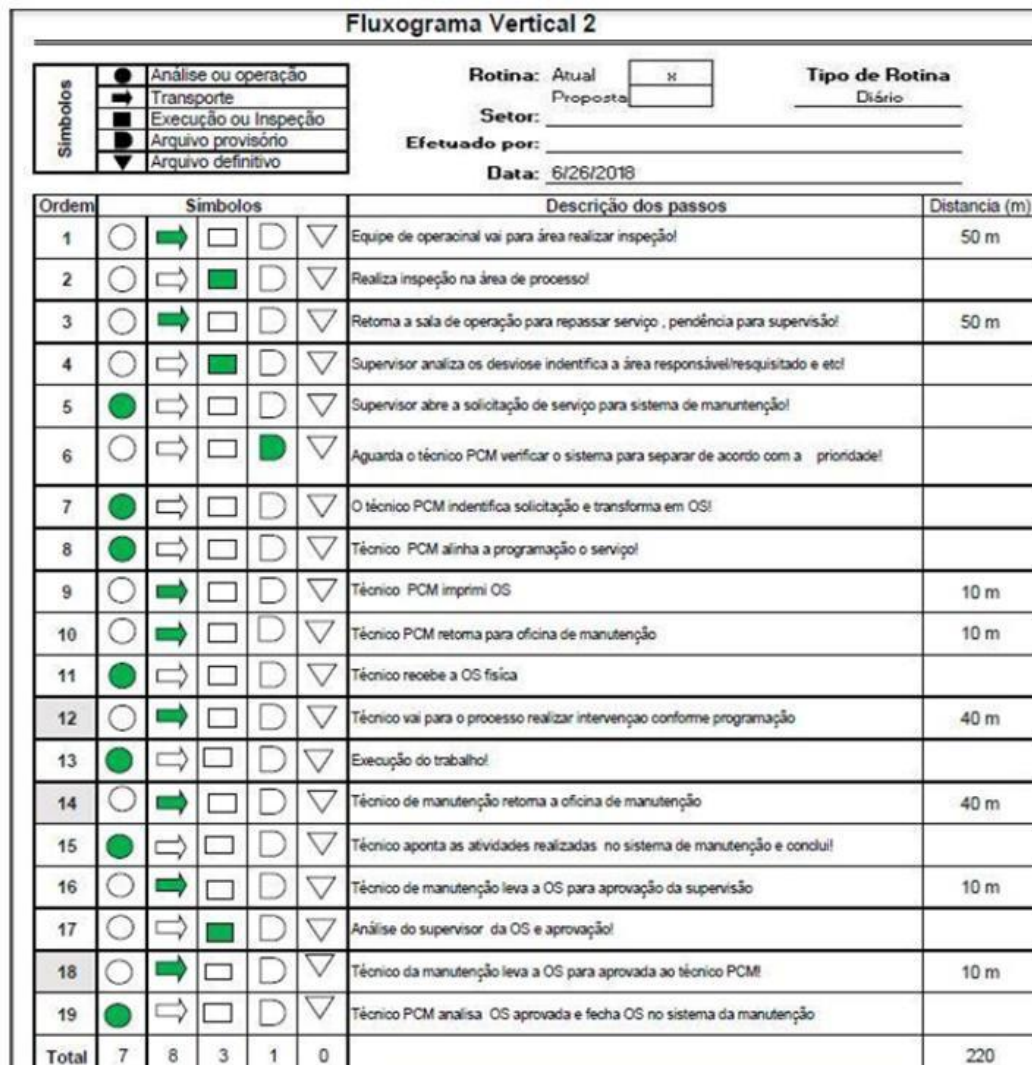 Fluxograma Vertical 2
Símbolos
Análise ou operação
Transporte
Execução ou Inspeção
Arquivo provisório
Arquivo definitivo
Rotina: Atual x
Proposta
Tipo de Rotina
Diário
Setor:
Efetuado por:
Data: 6/26/2018
Ordem Símbolos Descrição dos passos Distancia (m)
1 Equipe de operacinal vai para área realizar inspeção! 50 m
2 Realiza inspeção na área de processo!
3 Retorna a sala de operação para repassar serviço , pendência para supervisão! 50 m
4 Supervisor analiza os desviose indentifica a área responsável/resquisitado e etc!
5 Supervisor abre a solicitação de serviço para sistema de manuntenção!
6 Aguarda o técnico PCM verificar o sistema para separar de acordo com a prioridade!
7 O técnico PCM indentifica solicitação e transforma em OS!
8 Técnico PCM alinha a programação o serviço!
9 Técnico PCM imprimi OS 10 m
10 Técnico PCM retorna para oficina de manutenção 10 m
11 Técnico recebe a OS fisíca
12 Técnico vai para o processo realizar intervençao conforme programação 40 m
13 Execução do trabalho!
14 Técnico de manutenção retorna a oficina de manutenção 40 m
15 Técnico aponta as atividades realizadas no sistema de manutenção e conclui!
16 Técnico de manutenção leva a OS para aprovação da supervisão 10 m
17 Análise do supervisor da OS e aprovação!
18 Técnico da manutenção leva a OS para aprovada ao técnico PCM! 10 m
19 Técnico PCM analisa OS aprovada e fecha OS no sistema da manutenção
Total 7 8 3 1 0 220